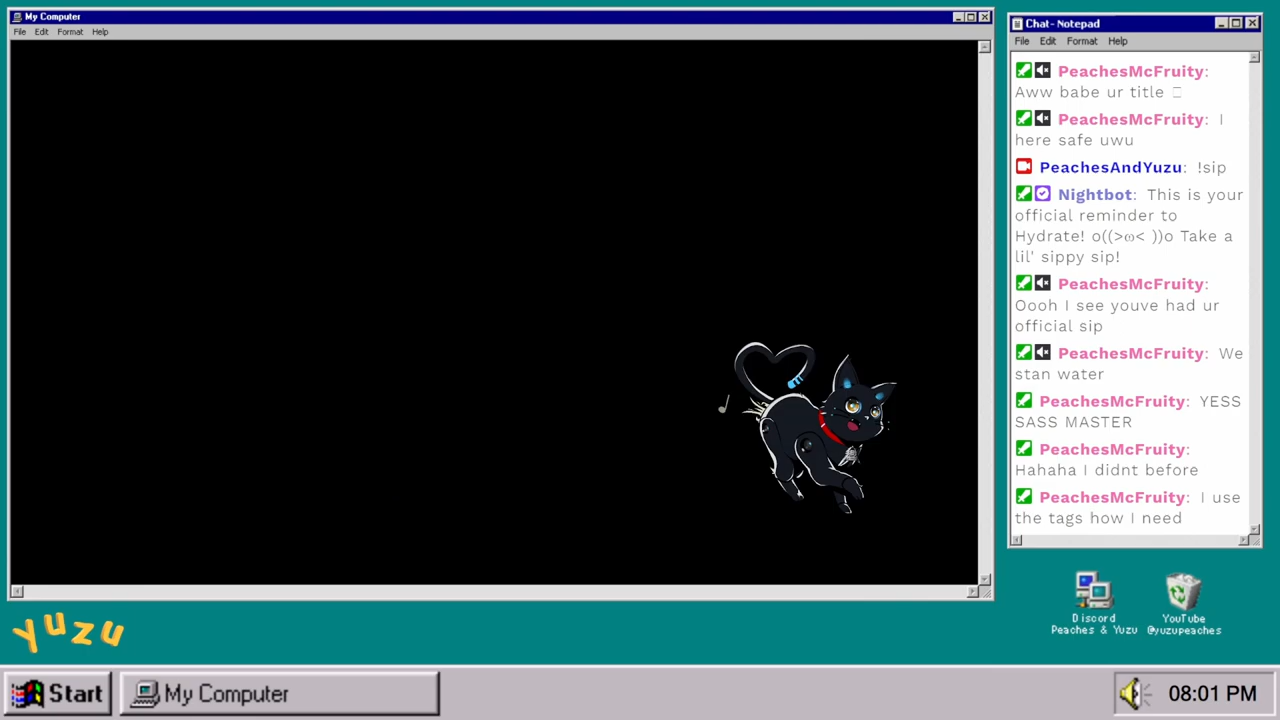 My Computer
File Edit Format Help
Chat- Notepad
File Edit Format Help
PeachesMcFruity:
Aww babe ur title
PeachesMcFruity: I
here safe uwu
PeachesAndYuzu: !sip
Nightbot: This is your
official reminder to
Hydrate! o((>ω< ))o Take a
lil' sippy sip!
PeachesMcFruity:
Oooh I see youve had ur
official sip
PeachesMcFruity: We
stan water
PeachesMcFruity: YESS
SASS MASTER
PeachesMcFruity:
Hahaha I didnt before
PeachesMcFruity: I use
the tags how I need
Discord
Peaches & Yuzu
YouTube
@yuzupeaches
yuzu
Start
My Computer
08:01 PM